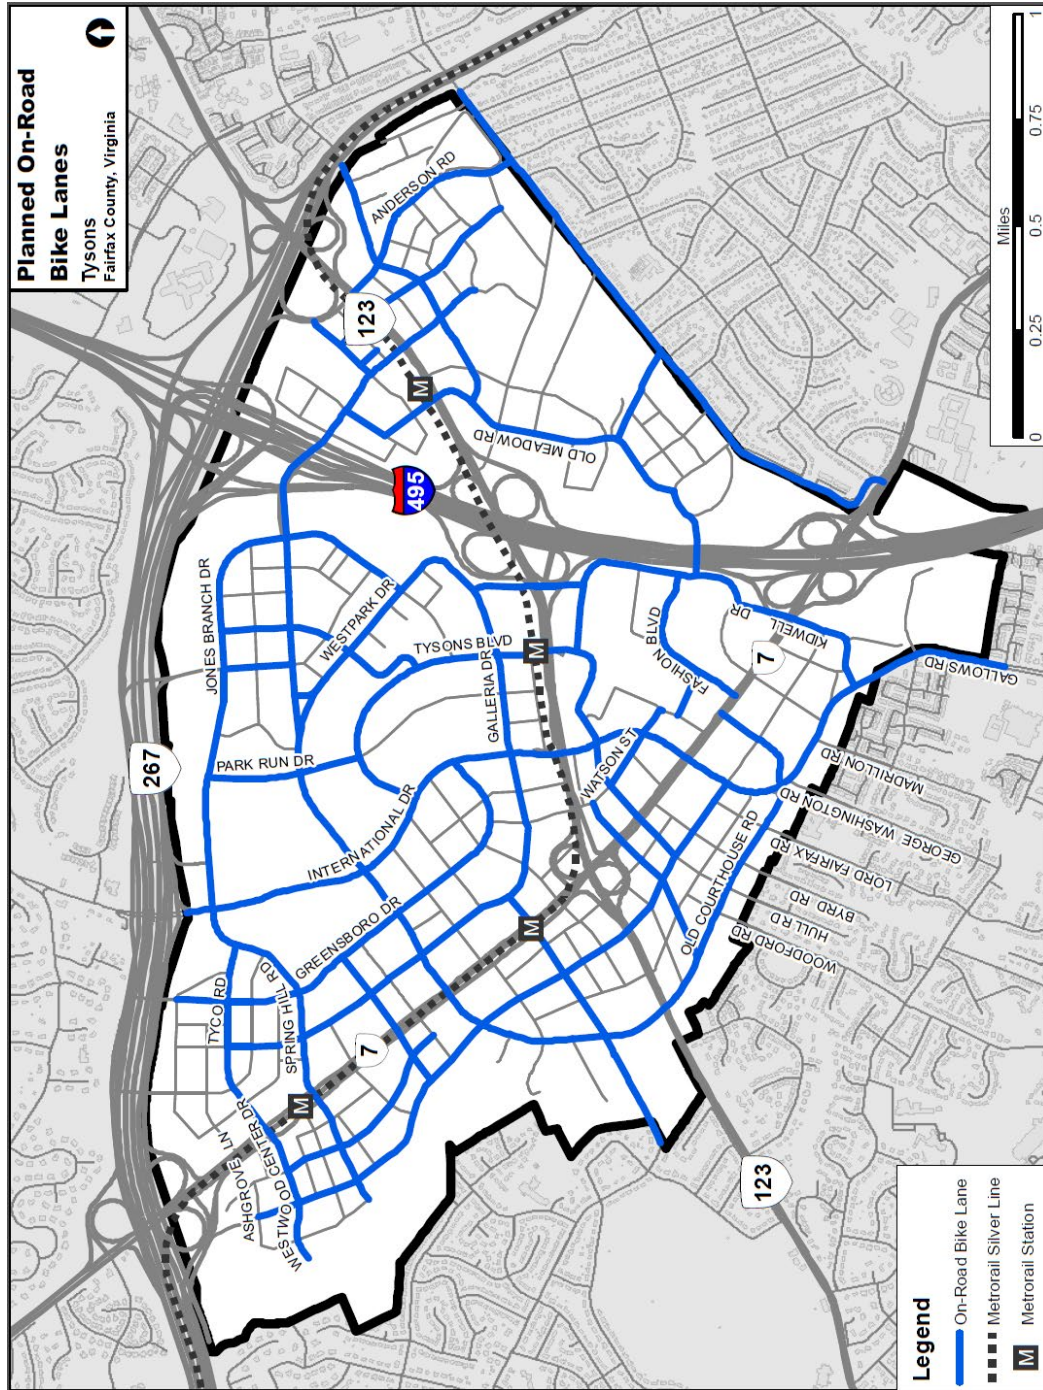 Planned On-Road
Bike Lanes
Tysons
Fairfax County, Virginia
123
ANDERSON RD
M
OLD MEADOW RD
495
JONES BRANCH DR
WESTPARK DR
TYSONS BLVD
M
GALLERIA DR
FASHION BLVD
KIDWELL DR
7
GALLOWS RD
267
PARK RUN DR
INTERNATIONAL DR
WATSON ST
MADRILLON RD
GEORGE WASHINGTON RD
LORD FAIRFAX RD
BYRD RD
HULL RD
WOODFORD RD
OLD COURTHOUSE RD
GREENSBORO DR
M
TYCO RD
SPRING HILL RD
7
M
ASHGROVE LN
WESTWOOD CENTER DR
123
Miles
0 0.25 0.5 0.75 1
Legend
On-Road Bike Lane
Metrorail Silver Line
M Metrorail Station